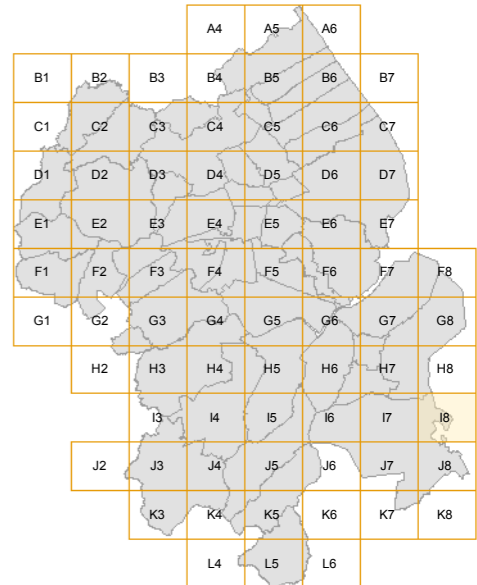 A4 A5 A6
B1 B2 B3 B4 B5 B6 B7
C1 C2 C3 C4 C5 C6 C7
D1 D2 D3 D4 D5 D6 D7
E1 E2 E3 E4 E5 E6 E7
F1 F2 F3 F4 F5 F6 F7 F8
G1 G2 G3 G4 G5 G6 G7 G8
H2 H3 H4 H5 H6 H7 H8
I3 I4 I5 I6 I7 I8
J2 J3 J4 J5 J6 J7 J8
K3 K4 K5 K6 K7 K8
L4 L5 L6